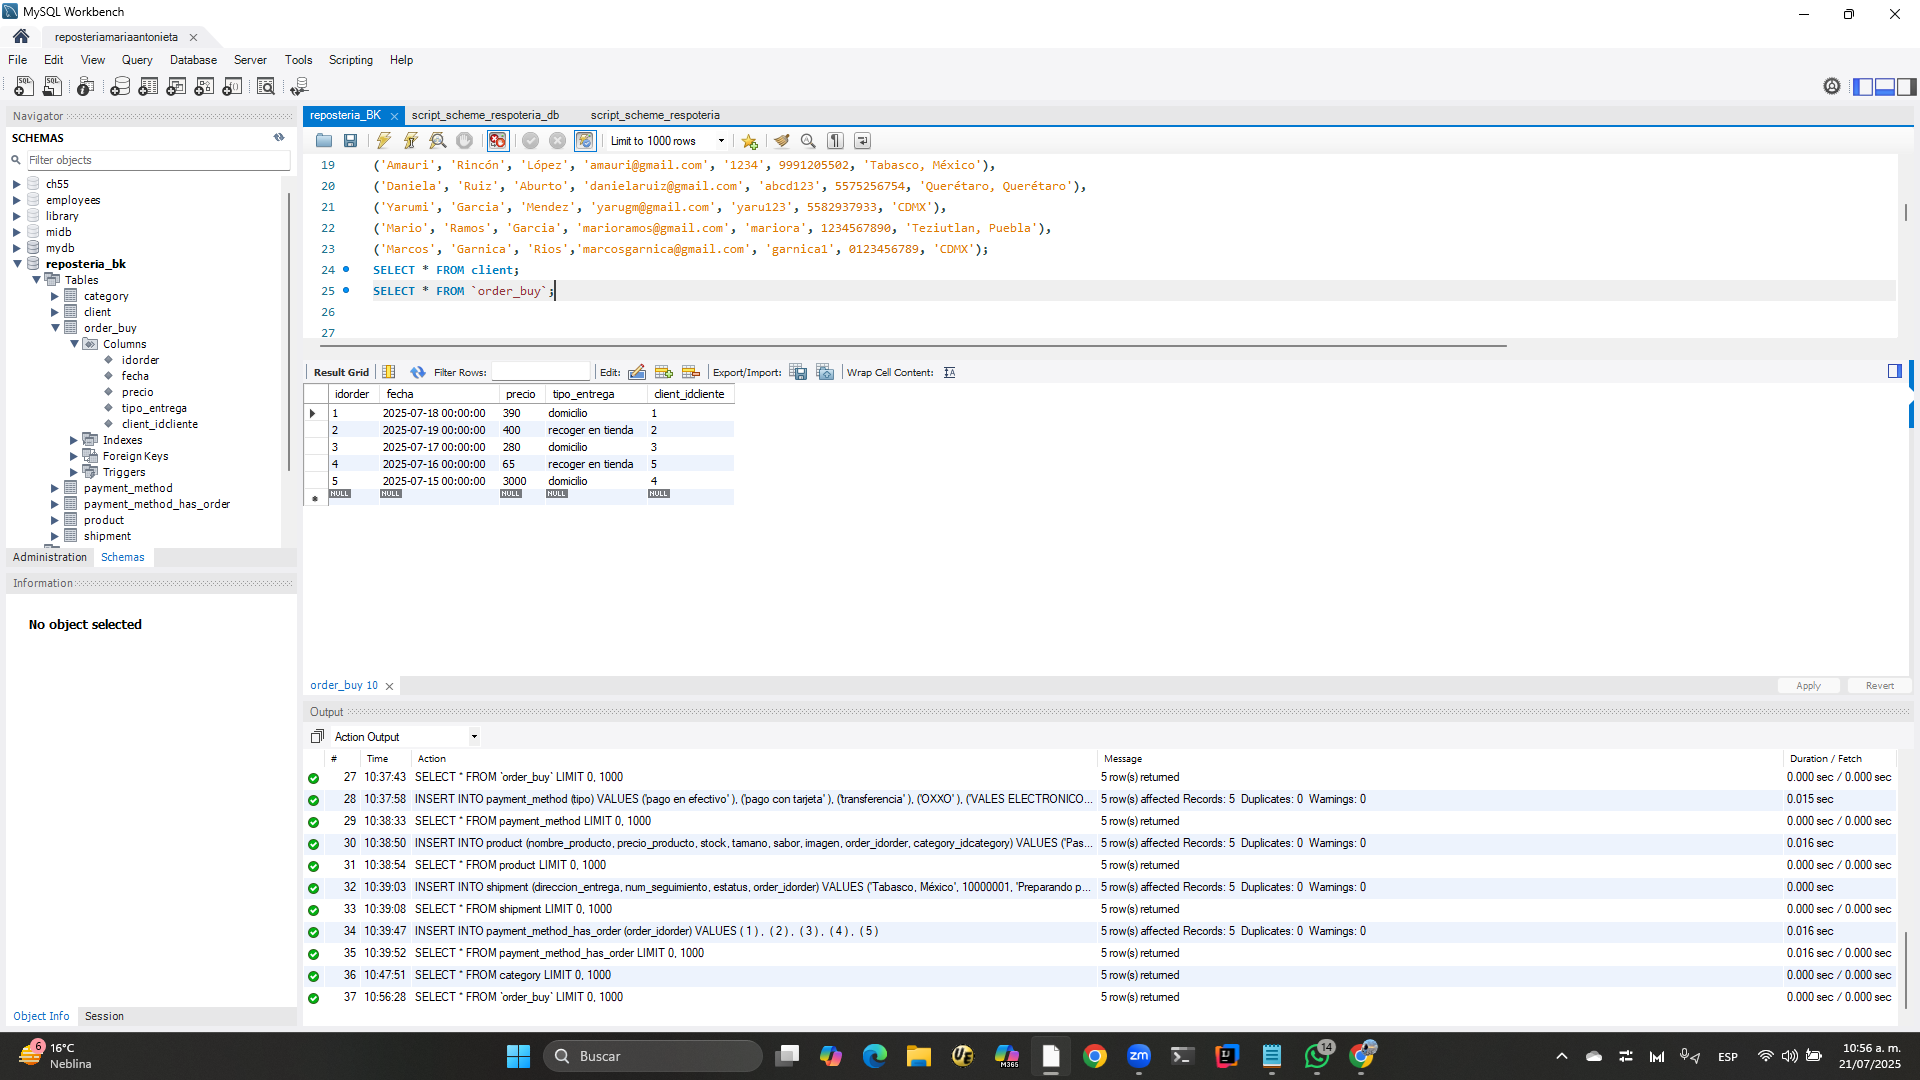 MySQL Workbench
reposteriamariaantonieta
File Edit View Query Database Server Tools Scripting Help
Navigator
SCHEMAS
Filter objects
ch55
employees
library
midb
mydb
reposteria_bk
Tables
category
client
order_buy
Columns
idorder
fecha
precio
tipo_entrega
client_idcliente
Indexes
Foreign Keys
Triggers
payment_method
payment_method_has_order
product
shipment
Administration Schemas
Information
No object selected
Object Info Session
reposteria_BK script_scheme_respoteria_db script_scheme_respoteria
Limit to 1000 rows
19 ('Amauri', 'Rincón', 'López', 'amauri@gmail.com', '1234', 9991205502, 'Tabasco, México'),
20 ('Daniela', 'Ruiz', 'Aburto', 'danielaruiz@gmail.com', 'abcd123', 5575256754, 'Querétaro, Querétaro'),
21 ('Yarumi', 'Garcia', 'Mendez', 'yarugm@gmail.com', 'yaru123', 5582937933, 'CDMX'),
22 ('Mario', 'Ramos', 'Garcia', 'marioramos@gmail.com', 'mariora', 1234567890, 'Teziutlan, Puebla'),
23 ('Marcos', 'Garnica', 'Rios','marcosgarnica@gmail.com', 'garnica1', 0123456789, 'CDMX');
24 SELECT * FROM client;
25 SELECT * FROM `order_buy`;
26
27
Result Grid Filter Rows: Edit: Export/Import: Wrap Cell Content:
idorder fecha precio tipo_entrega client_idcliente
1 2025-07-18 00:00:00 390 domicilio 1
2 2025-07-19 00:00:00 400 recoger en tienda 2
3 2025-07-17 00:00:00 280 domicilio 3
4 2025-07-16 00:00:00 65 recoger en tienda 5
5 2025-07-15 00:00:00 3000 domicilio 4
NULL NULL NULL NULL NULL
order_buy 10 Apply Revert
Output
Action Output
# Time Action Message Duration / Fetch
27 10:37:43 SELECT * FROM `order_buy` LIMIT 0, 1000 5 row(s) returned 0.000 sec / 0.000 sec
28 10:37:58 INSERT INTO payment_method (tipo) VALUES ('pago en efectivo' ), ('pago con tarjeta' ), ('transferencia' ), ('OXXO' ), ('VALES ELECTRONICO... 5 row(s) affected Records: 5 Duplicates: 0 Warnings: 0 0.015 sec
29 10:38:33 SELECT * FROM payment_method LIMIT 0, 1000 5 row(s) returned 0.000 sec / 0.000 sec
30 10:38:50 INSERT INTO product (nombre_producto, precio_producto, stock, tamano, sabor, imagen, order_idorder, category_idcategory) VALUES ('Pas... 5 row(s) affected Records: 5 Duplicates: 0 Warnings: 0 0.016 sec
31 10:38:54 SELECT * FROM product LIMIT 0, 1000 5 row(s) returned 0.000 sec / 0.000 sec
32 10:39:03 INSERT INTO shipment (direccion_entrega, num_seguimiento, estatus, order_idorder) VALUES ('Tabasco, México', 10000001, 'Preparando p... 5 row(s) affected Records: 5 Duplicates: 0 Warnings: 0 0.000 sec
33 10:39:08 SELECT * FROM shipment LIMIT 0, 1000 5 row(s) returned 0.000 sec / 0.000 sec
34 10:39:47 INSERT INTO payment_method_has_order (order_idorder) VALUES ( 1 ) , ( 2 ) , ( 3 ) , ( 4 ) , ( 5 ) 5 row(s) affected Records: 5 Duplicates: 0 Warnings: 0 0.016 sec
35 10:39:52 SELECT * FROM payment_method_has_order LIMIT 0, 1000 5 row(s) returned 0.016 sec / 0.000 sec
36 10:47:51 SELECT * FROM category LIMIT 0, 1000 5 row(s) returned 0.000 sec / 0.000 sec
37 10:56:28 SELECT * FROM `order_buy` LIMIT 0, 1000 5 row(s) returned 0.000 sec / 0.000 sec
6
16°C
Neblina
Buscar
M365
zm
14
ESP
10:56 a. m.
21/07/2025